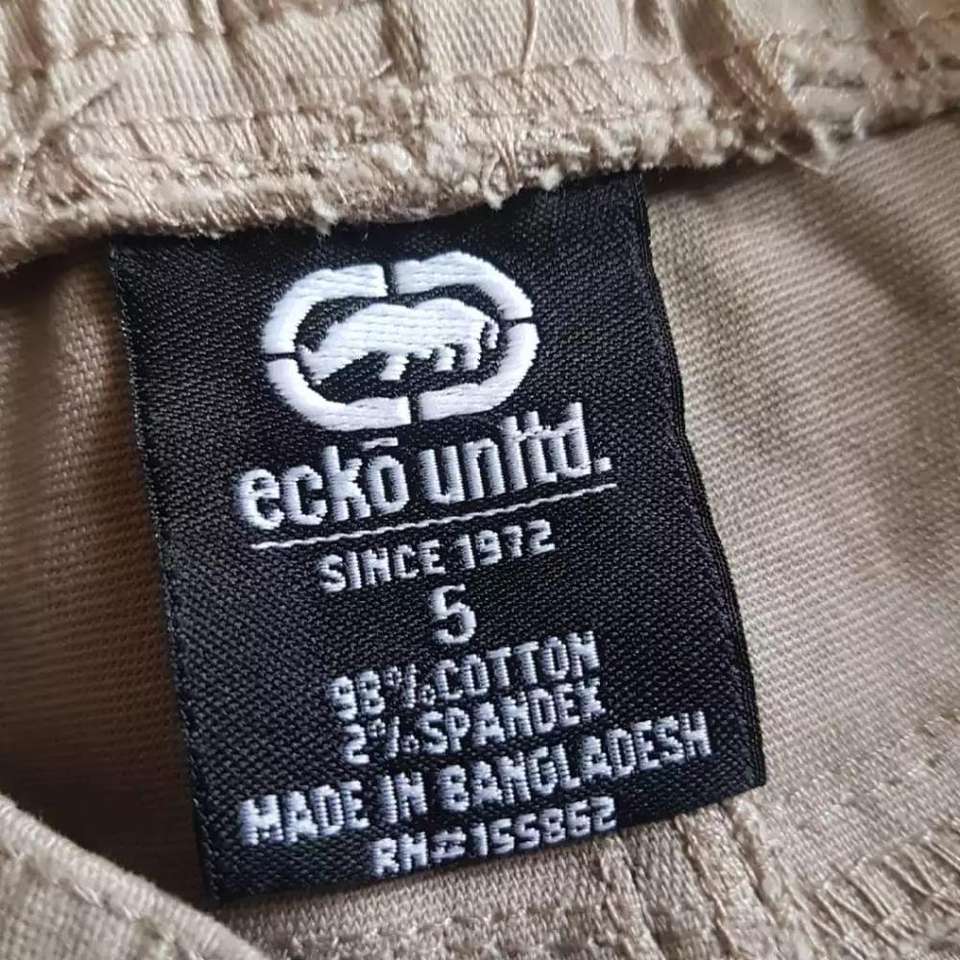 eckō unltd.
SINCE 1972
5
98% COTTON
2% SPANDEX
MADE IN BANGLADESH
RN#155862